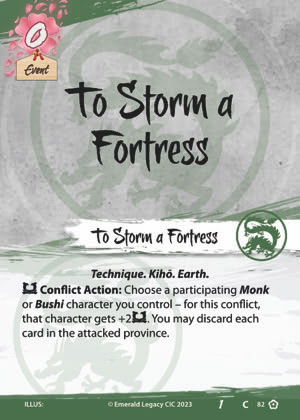 0
Event
To Storm a
Fortress
To Storm a Fortress
Technique. Kihō. Earth.
Conflict Action: Choose a participating Monk
or Bushi character you control – for this conflict,
that character gets +2. You may discard each
card in the attacked province.
ILLUS:
© Emerald Legacy CIC 2023
1
C
82